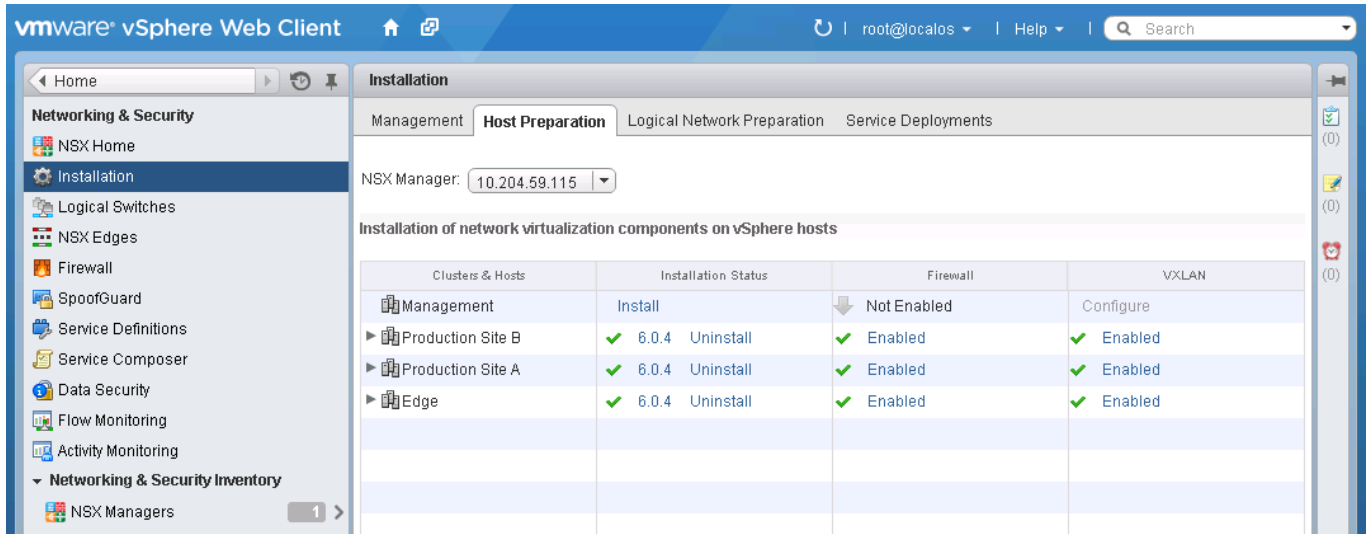 vmware® vSphere Web Client
root@localos
Help
Search
Home
Networking & Security
NSX Home
Installation
Logical Switches
NSX Edges
Firewall
SpoofGuard
Service Definitions
Service Composer
Data Security
Flow Monitoring
Activity Monitoring
Networking & Security Inventory
NSX Managers 1
Installation
Management Host Preparation Logical Network Preparation Service Deployments
NSX Manager: 10.204.59.115
Installation of network virtualization components on vSphere hosts
Clusters & Hosts Installation Status Firewall VXLAN
Management Install Not Enabled Configure
Production Site B 6.0.4 Uninstall Enabled Enabled
Production Site A 6.0.4 Uninstall Enabled Enabled
Edge 6.0.4 Uninstall Enabled Enabled
(0)
(0)
(0)